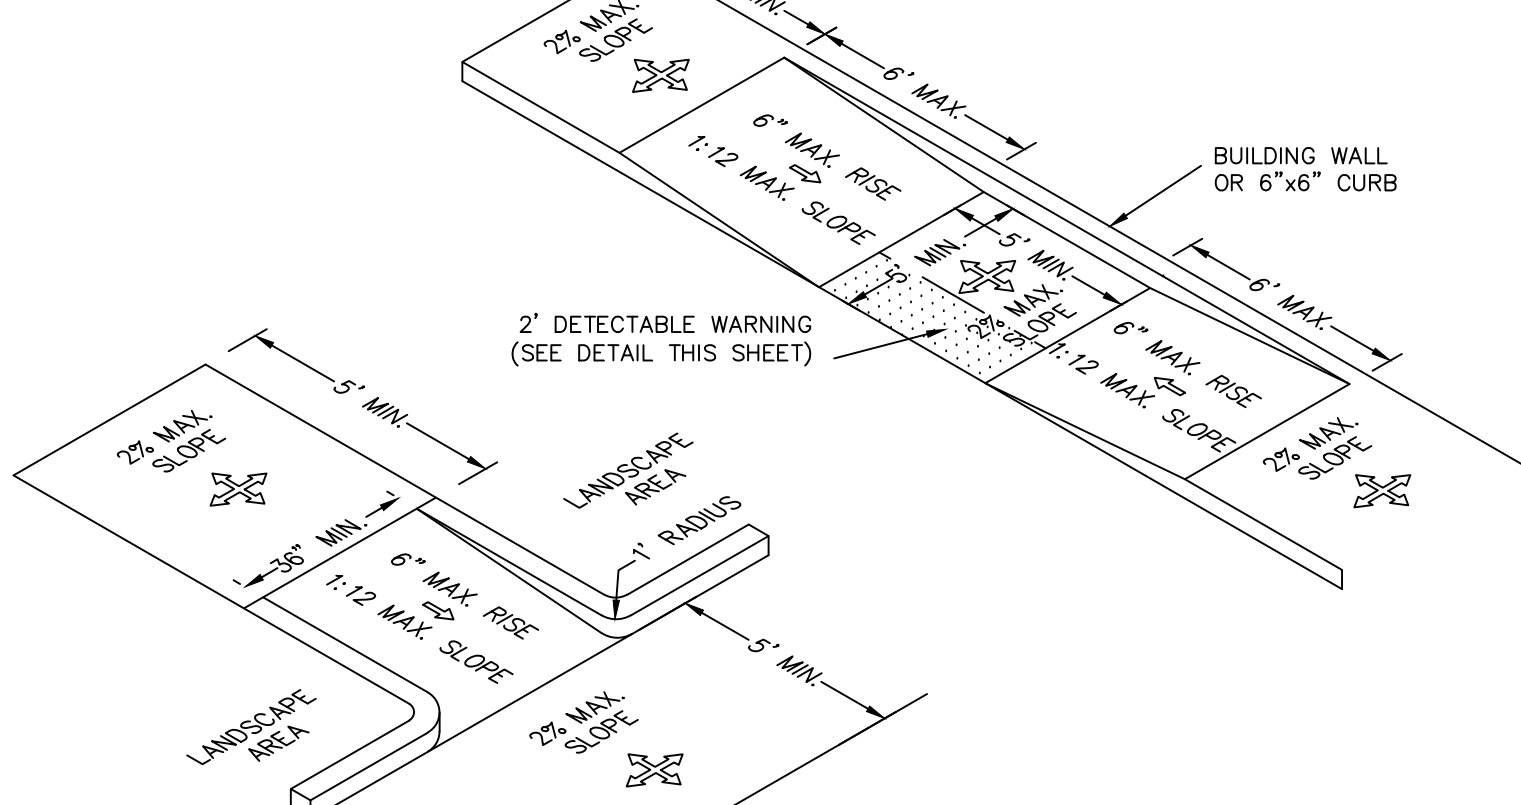 2% MAX.
SLOPE
6' MAX.
6" MAX. RISE
1:12 MAX. SLOPE
BUILDING WALL
OR 6"x6" CURB
5' MIN.
5' MIN.
2% MAX.
SLOPE
6' MAX.
2' DETECTABLE WARNING
(SEE DETAIL THIS SHEET)
6" MAX. RISE
1:12 MAX. SLOPE
2% MAX.
SLOPE
5' MIN.
2% MAX.
SLOPE
36" MIN.
LANDSCAPE
AREA
1' RADIUS
6" MAX. RISE
1:12 MAX. SLOPE
5' MIN.
LANDSCAPE
AREA
2% MAX.
SLOPE